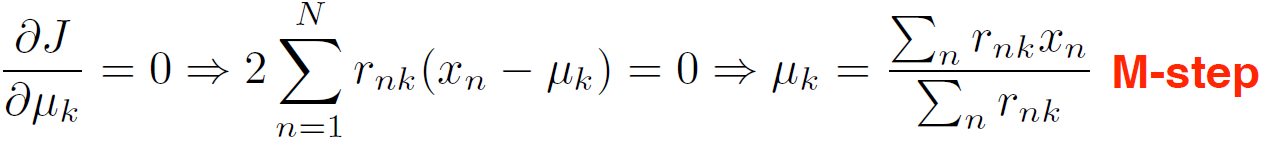 ∂J/∂μ_k = 0 ⇒ 2 ∑_{n=1}^{N} r_{nk}(x_n − μ_k) = 0 ⇒ μ_k = ∑_n r_{nk} x_n / ∑_n r_{nk} M-step